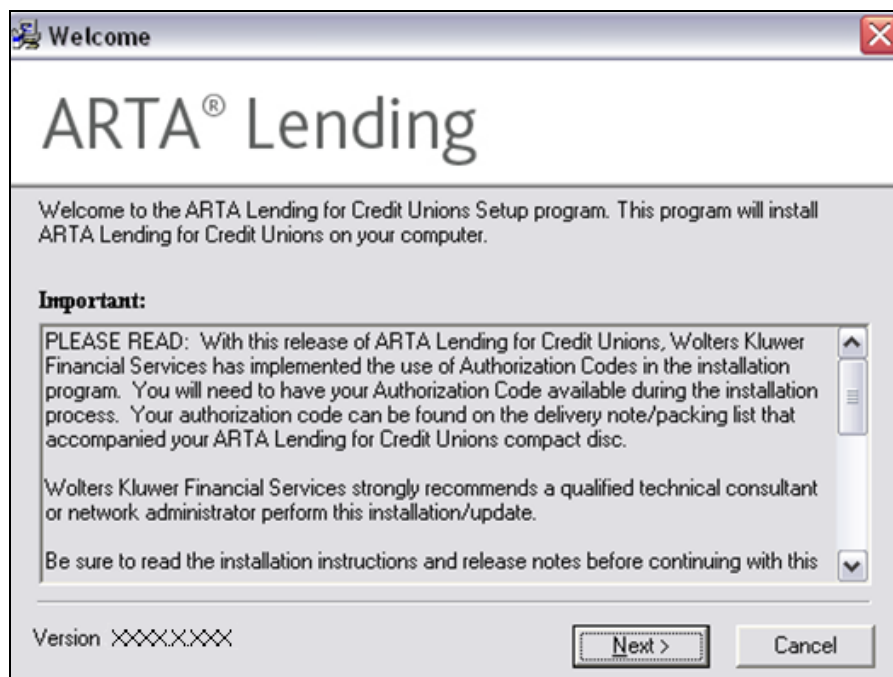 Welcome
ARTA® Lending
Welcome to the ARTA Lending for Credit Unions Setup program. This program will install
ARTA Lending for Credit Unions on your computer.
Important:
PLEASE READ: With this release of ARTA Lending for Credit Unions, Wolters Kluwer
Financial Services has implemented the use of Authorization Codes in the installation
program. You will need to have your Authorization Code available during the installation
process. Your authorization code can be found on the delivery note/packing list that
accompanied your ARTA Lending for Credit Unions compact disc.
Wolters Kluwer Financial Services strongly recommends a qualified technical consultant
or network administrator perform this installation/update.
Be sure to read the installation instructions and release notes before continuing with this
Version XXXX.X.XXX
Next >
Cancel